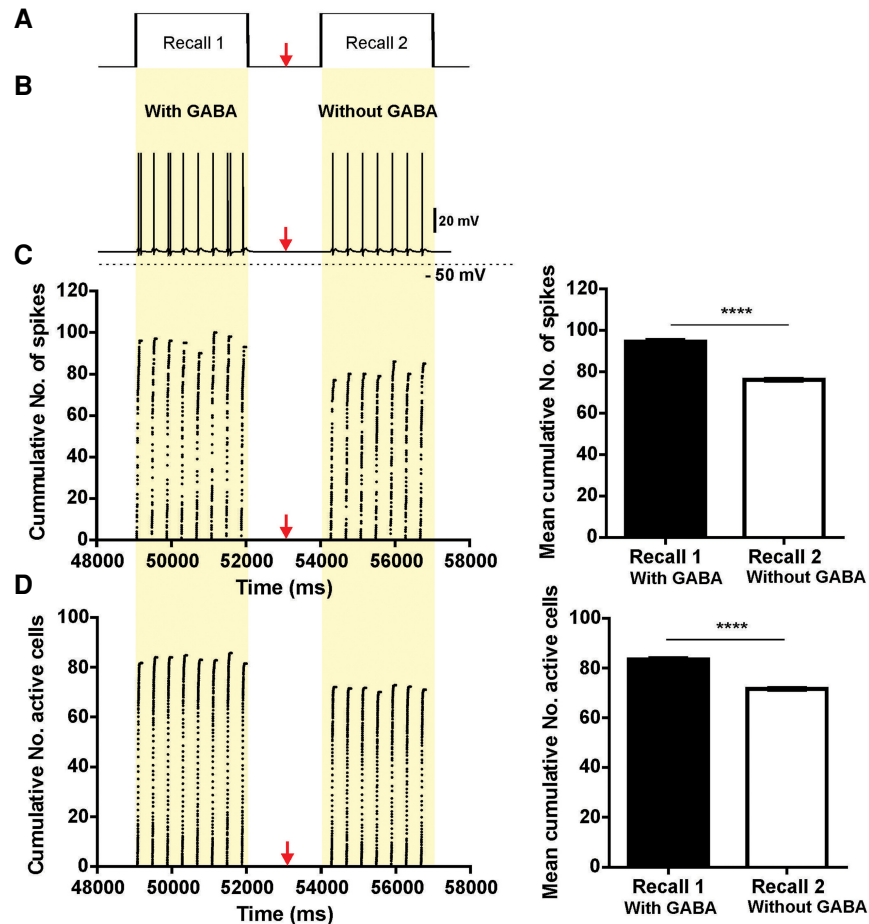 A
Recall 1
Recall 2
B
With GABA
Without GABA
20 mV
- 50 mV
C
Cummulative No. of spikes
120
100
80
60
40
20
0
48000 50000 52000 54000 56000 58000
Time (ms)
Mean cumulative No. of spikes
120
100
80
60
40
20
0
****
Recall 1 Recall 2
With GABA Without GABA
D
Cumulative No. active cells
100
80
60
40
20
0
48000 50000 52000 54000 56000 58000
Time (ms)
Mean cumulative No. active cells
100
80
60
40
20
0
****
Recall 1 Recall 2
With GABA Without GABA